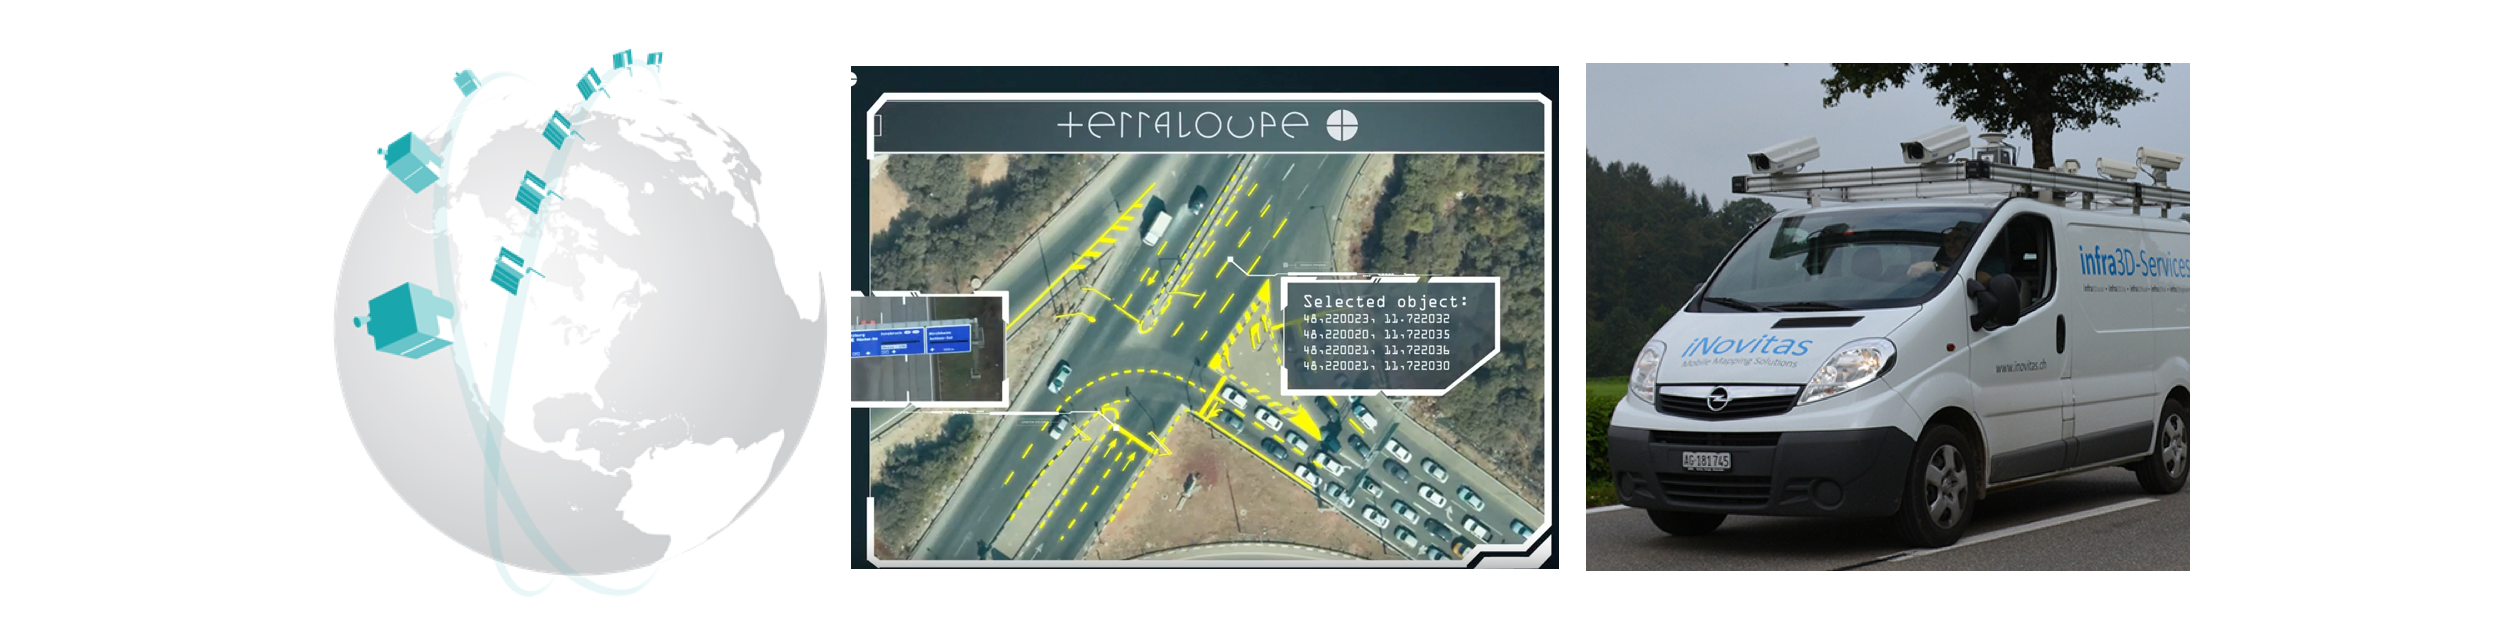 terraloupe
Selected object:
48,220023, 11.722032
48,220020, 11,722035
48,220021, 11,722036
48,220021, 11,722030
infra3D-Services
iNovitas
Mobile Mapping Solutions
www.inovitas.ch
AG·181745